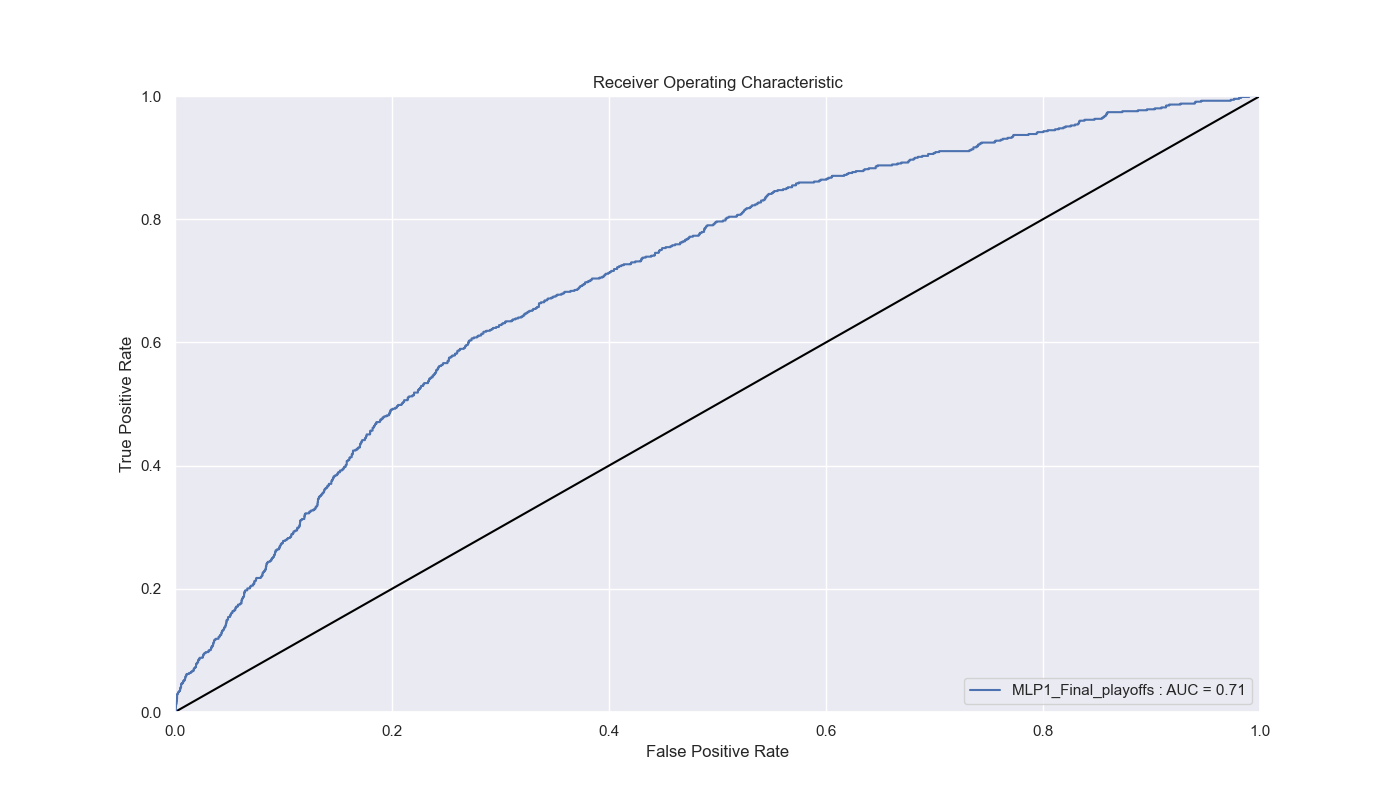 Receiver Operating Characteristic
1.0
0.8
0.6
0.4
0.2
0.0
True Positive Rate
MLP1_Final_playoffs : AUC = 0.71
0.0 0.2 0.4 0.6 0.8 1.0
False Positive Rate